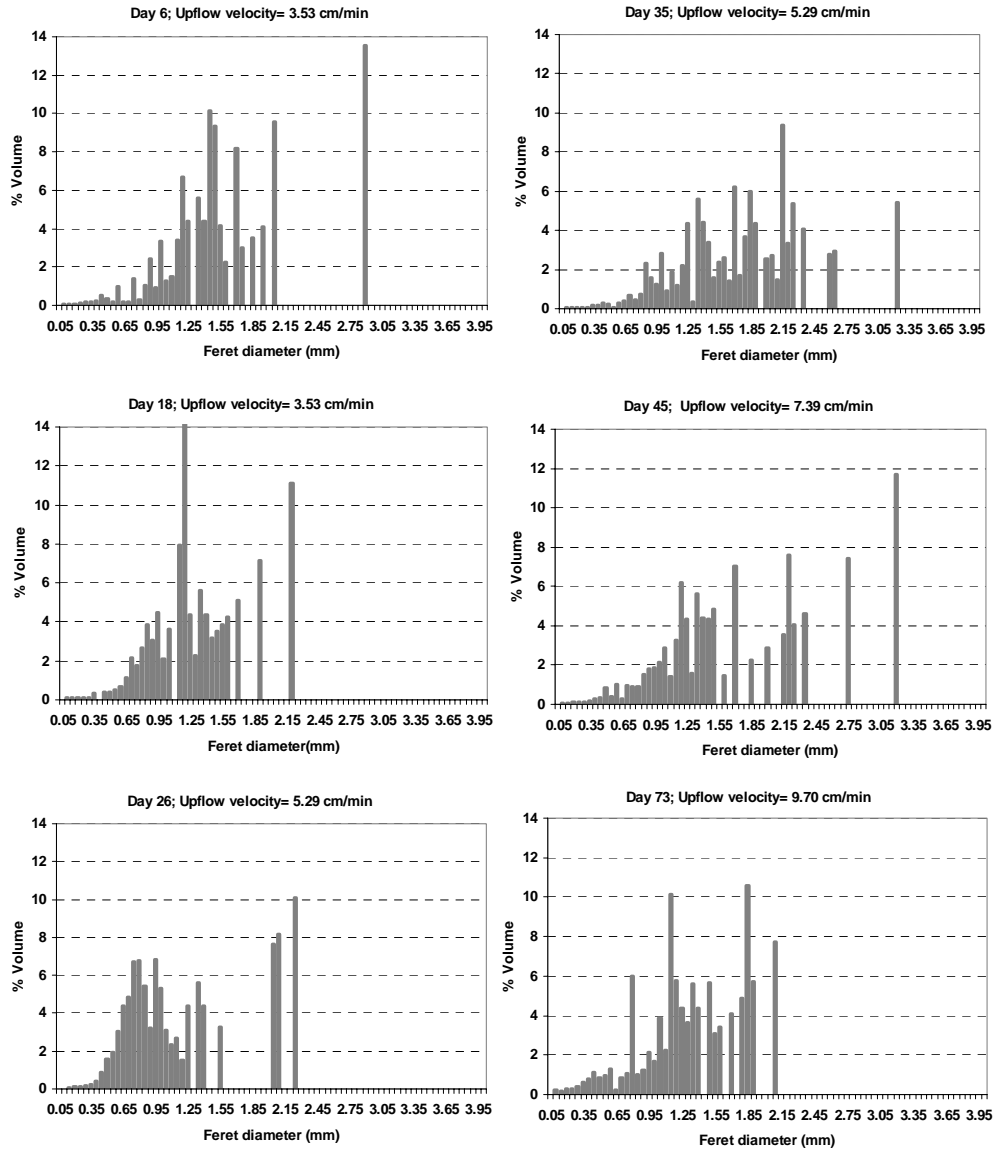 Day 6; Upflow velocity= 3.53 cm/min
14
12
10
8
6
4
2
0
% Volume
0.05 0.35 0.65 0.95 1.25 1.55 1.85 2.15 2.45 2.75 3.05 3.35 3.65 3.95
Feret diameter (mm)
Day 35; Upflow velocity= 5.29 cm/min
14
12
10
8
6
4
2
0
% Volume
0.05 0.35 0.65 0.95 1.25 1.55 1.85 2.15 2.45 2.75 3.05 3.35 3.65 3.95
Feret diameter (mm)
Day 18; Upflow velocity= 3.53 cm/min
14
12
10
8
6
4
2
0
% Volume
0.05 0.35 0.65 0.95 1.25 1.55 1.85 2.15 2.45 2.75 3.05 3.35 3.65 3.95
Feret diameter(mm)
Day 45;  Upflow velocity= 7.39 cm/min
14
12
10
8
6
4
2
0
% Volume
0.05 0.35 0.65 0.95 1.25 1.55 1.85 2.15 2.45 2.75 3.05 3.35 3.65 3.95
Feret diameter (mm)
Day 26; Upflow velocity= 5.29 cm/min
14
12
10
8
6
4
2
0
% Volume
0.05 0.35 0.65 0.95 1.25 1.55 1.85 2.15 2.45 2.75 3.05 3.35 3.65 3.95
Feret diameter (mm)
Day 73; Upflow velocity= 9.70 cm/min
14
12
10
8
6
4
2
0
% Volume
0.05 0.35 0.65 0.95 1.25 1.55 1.85 2.15 2.45 2.75 3.05 3.35 3.65 3.95
Feret diameter (mm)